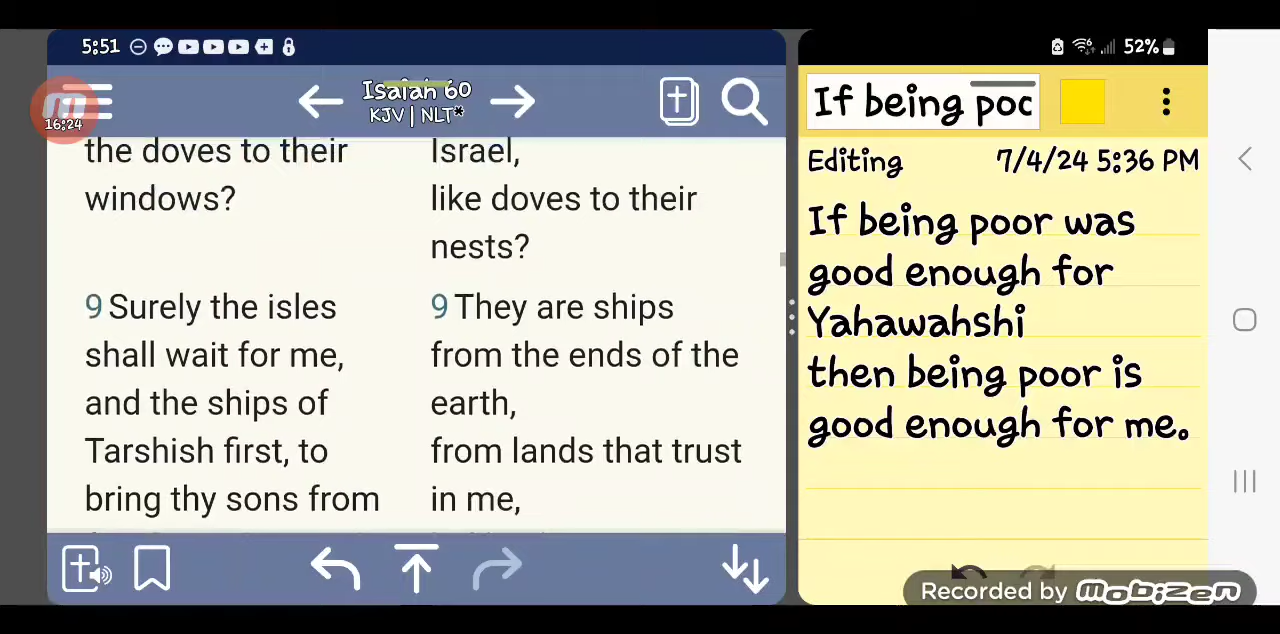 5:51
52%
16:24
Isaiah 60
KJV | NLT*
the doves to their
windows?
9 Surely the isles
shall wait for me,
and the ships of
Tarshish first, to
bring thy sons from
Israel,
like doves to their
nests?
9 They are ships
from the ends of the
earth,
from lands that trust
in me,
If being poc
Editing 7/4/24 5:36 PM
If being poor was
good enough for
Yahawahshi
then being poor is
good enough for me.
Recorded by Mobizen